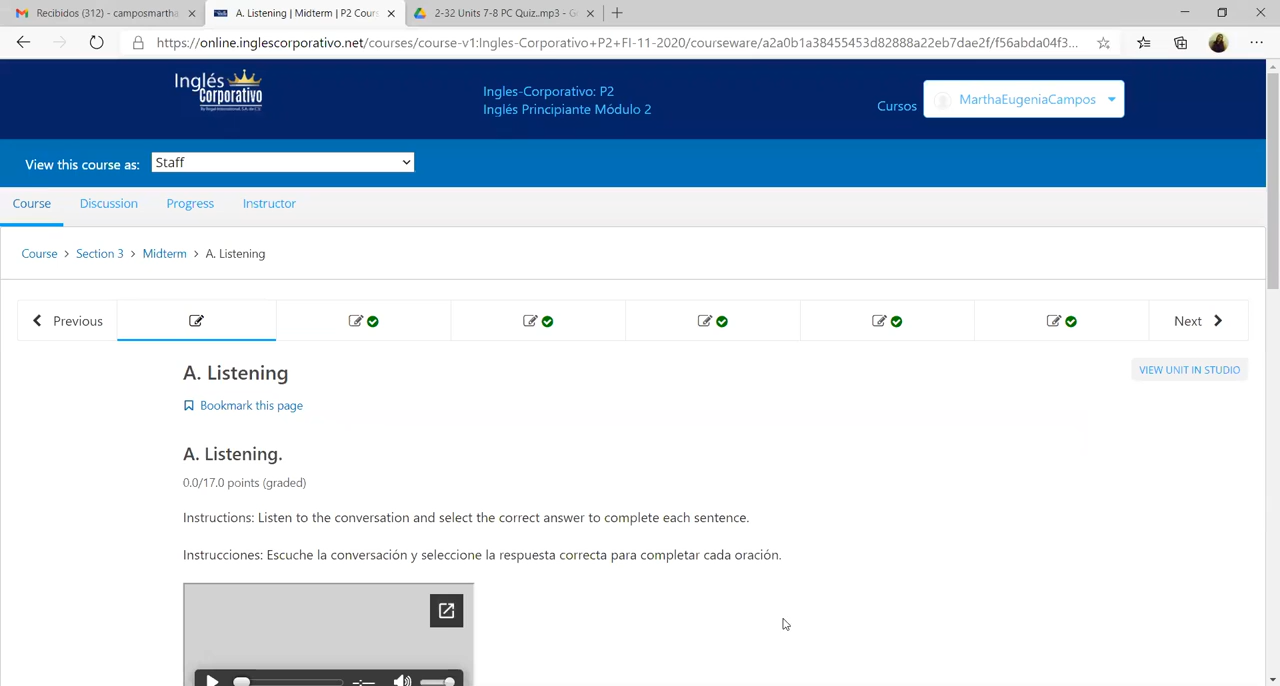 Recibidos (312) - camposmartha
A. Listening | Midterm | P2 Cour
2-32 Units 7-8 PC Quiz..mp3 - G
https://online.inglescorporativo.net/courses/course-v1:Ingles-Corporativo+P2+FI-11-2020/courseware/a2a0b1a38455453d82888a22eb7dae2f/f56abda04f3...
Inglés
Corporativo
Ingles-Corporativo: P2
Inglés Principiante Módulo 2
Cursos
MarthaEugeniaCampos
View this course as:
Staff
Course
Discussion
Progress
Instructor
Course > Section 3 > Midterm > A. Listening
Previous
Next
A. Listening
VIEW UNIT IN STUDIO
Bookmark this page
A. Listening.
0.0/17.0 points (graded)
Instructions: Listen to the conversation and select the correct answer to complete each sentence.
Instrucciones: Escuche la conversación y seleccione la respuesta correcta para completar cada oración.